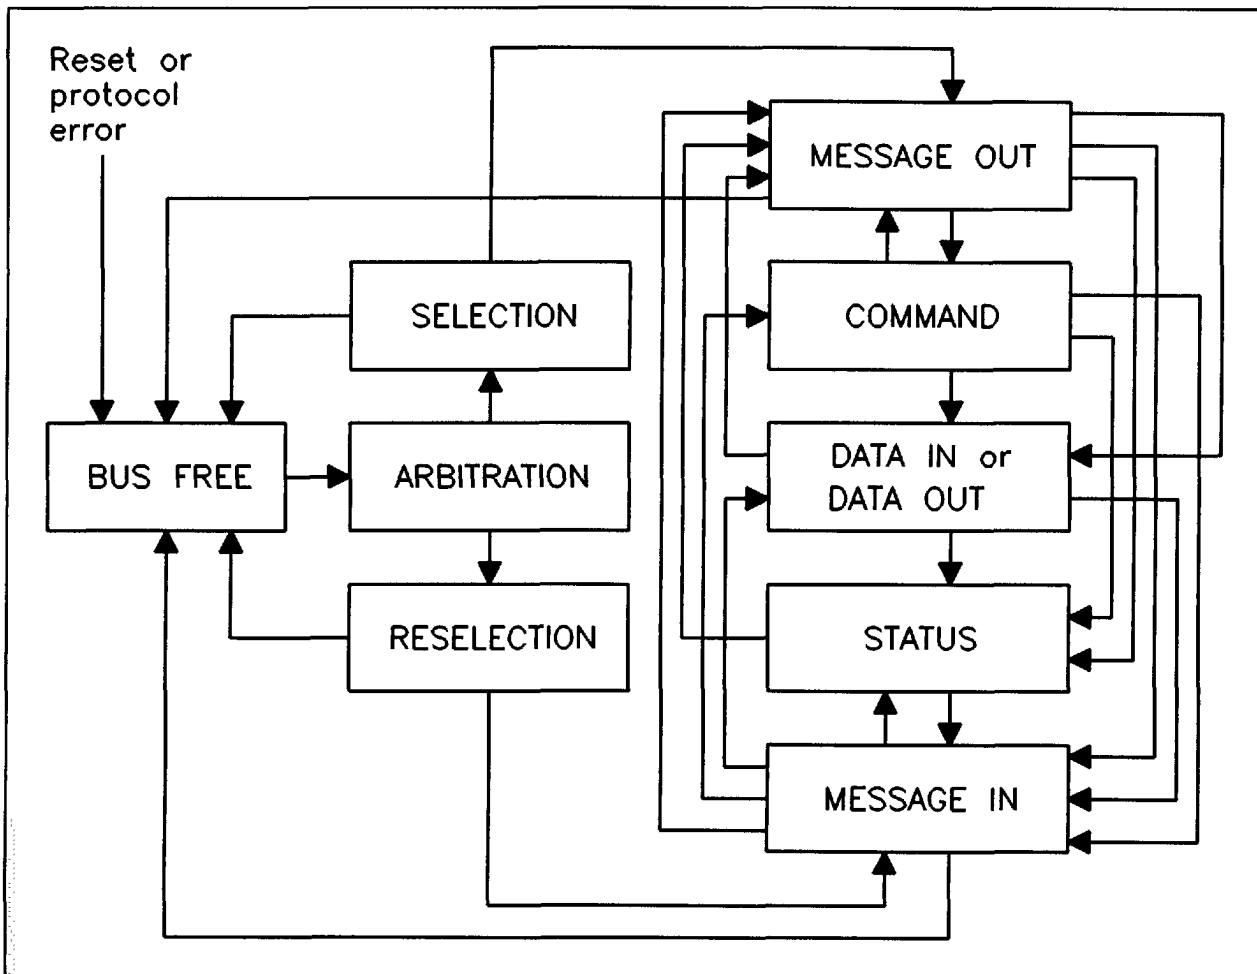 Reset or
protocol
error
MESSAGE OUT
SELECTION
COMMAND
BUS FREE
ARBITRATION
DATA IN or
DATA OUT
RESELECTION
STATUS
MESSAGE IN